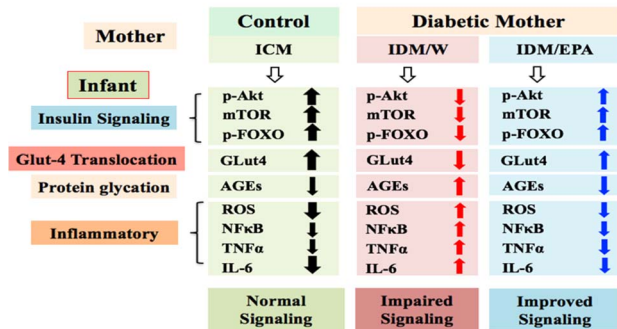 Control Diabetic Mother
Mother
ICM IDM/W IDM/EPA
Infant
p-Akt p-Akt p-Akt
Insulin Signaling mTOR mTOR mTOR
p-FOXO p-FOXO p-FOXO
Glut-4 Translocation GLut4 GLut4 GLut4
Protein glycation AGEs AGEs AGEs
ROS ROS ROS
Inflammatory NFκB NFκB NFκB
TNFα TNFα TNFα
IL-6 IL-6 IL-6
Normal Impaired Improved
Signaling Signaling Signaling